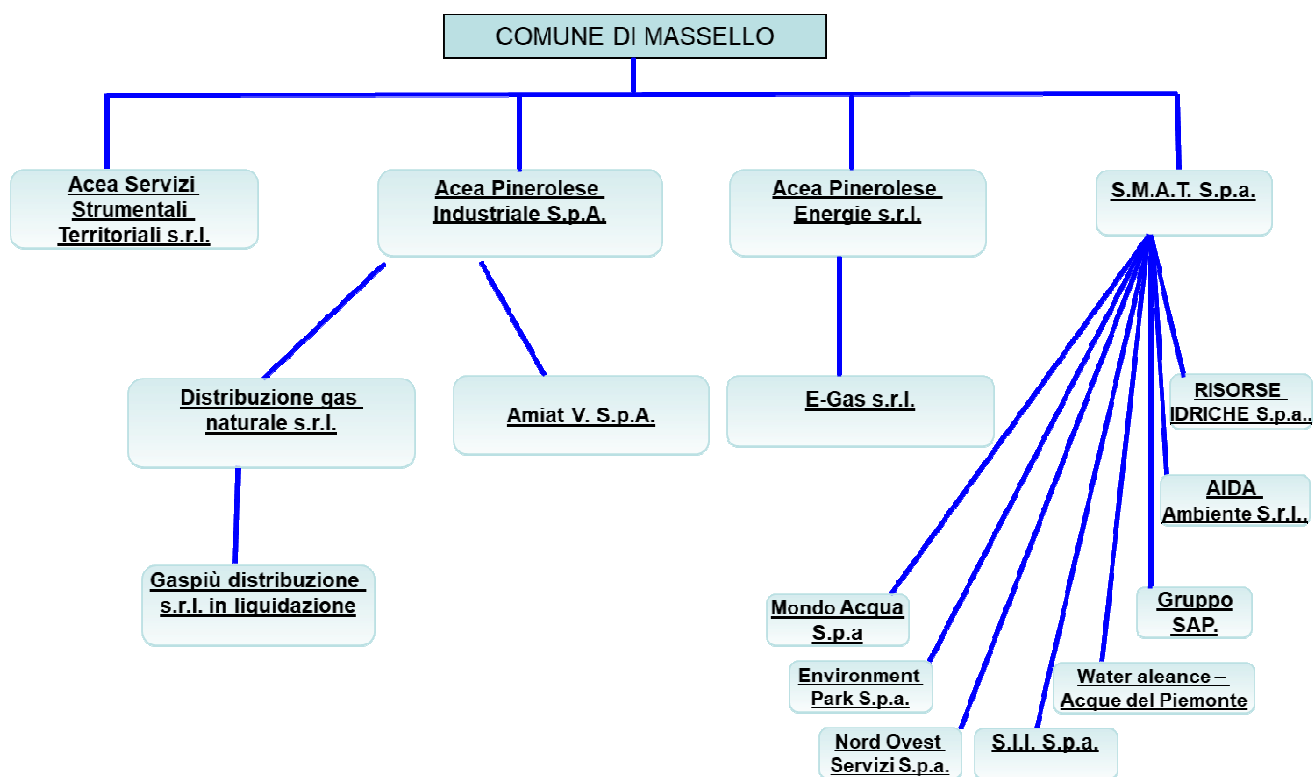 COMUNE DI MASSELLO
Acea Servizi
Strumentali
Territoriali s.r.l.
Acea Pinerolese
Industriale S.p.A.
Acea Pinerolese
Energie s.r.l.
S.M.A.T. S.p.a.
Distribuzione gas
naturale s.r.l.
Amiat V. S.p.A.
E-Gas s.r.l.
RISORSE
IDRICHE S.p.a..
AIDA
Ambiente S.r.l..
Gaspiù distribuzione
s.r.l. in liquidazione
Mondo Acqua
S.p.a
Gruppo
SAP.
Environment
Park S.p.a.
Water aleance –
Acque del Piemonte
Nord Ovest
Servizi S.p.a.
S.I.I. S.p.a.